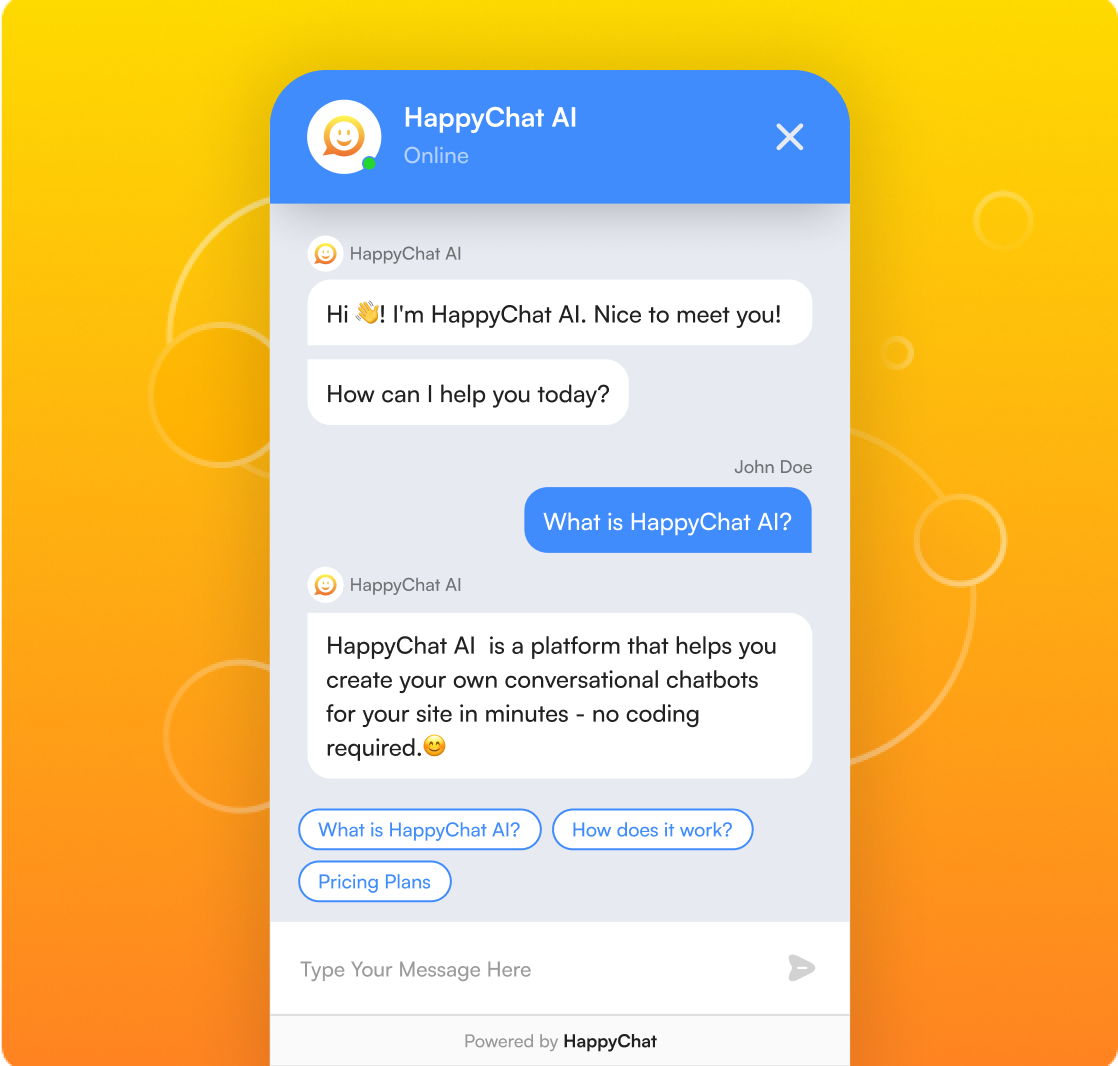 HappyChat AI
Online
HappyChat AI
Hi 👋! I'm HappyChat AI. Nice to meet you!
How can I help you today?
John Doe
What is HappyChat AI?
HappyChat AI
HappyChat AI  is a platform that helps you
create your own conversational chatbots
for your site in minutes - no coding
required.😊
What is HappyChat AI?
How does it work?
Pricing Plans
Type Your Message Here
Powered by HappyChat